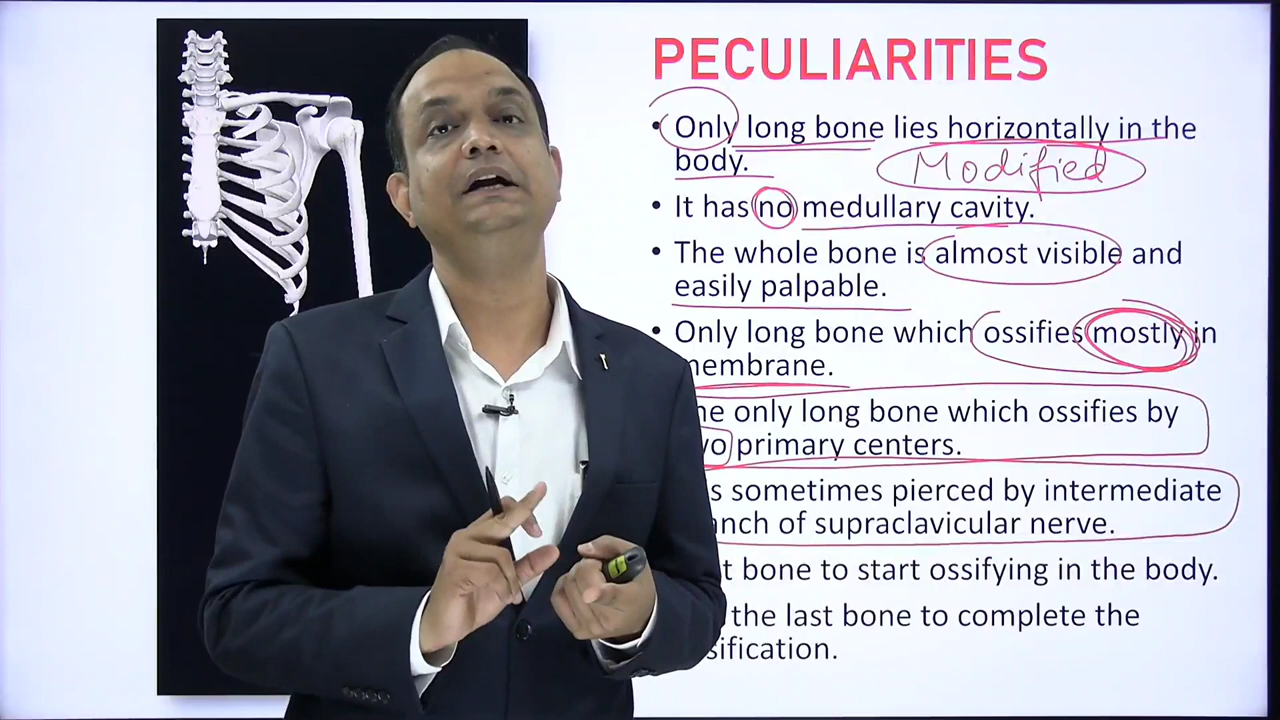 PECULIARITIES
• Only long bone lies horizontally in the
body.
Modified
• It has no medullary cavity.
• The whole bone is almost visible and
easily palpable.
• Only long bone which ossifies mostly in
membrane.
only long bone which ossifies by
primary centers.
sometimes pierced by intermediate
of supraclavicular nerve.
bone to start ossifying in the body.
the last bone to complete the